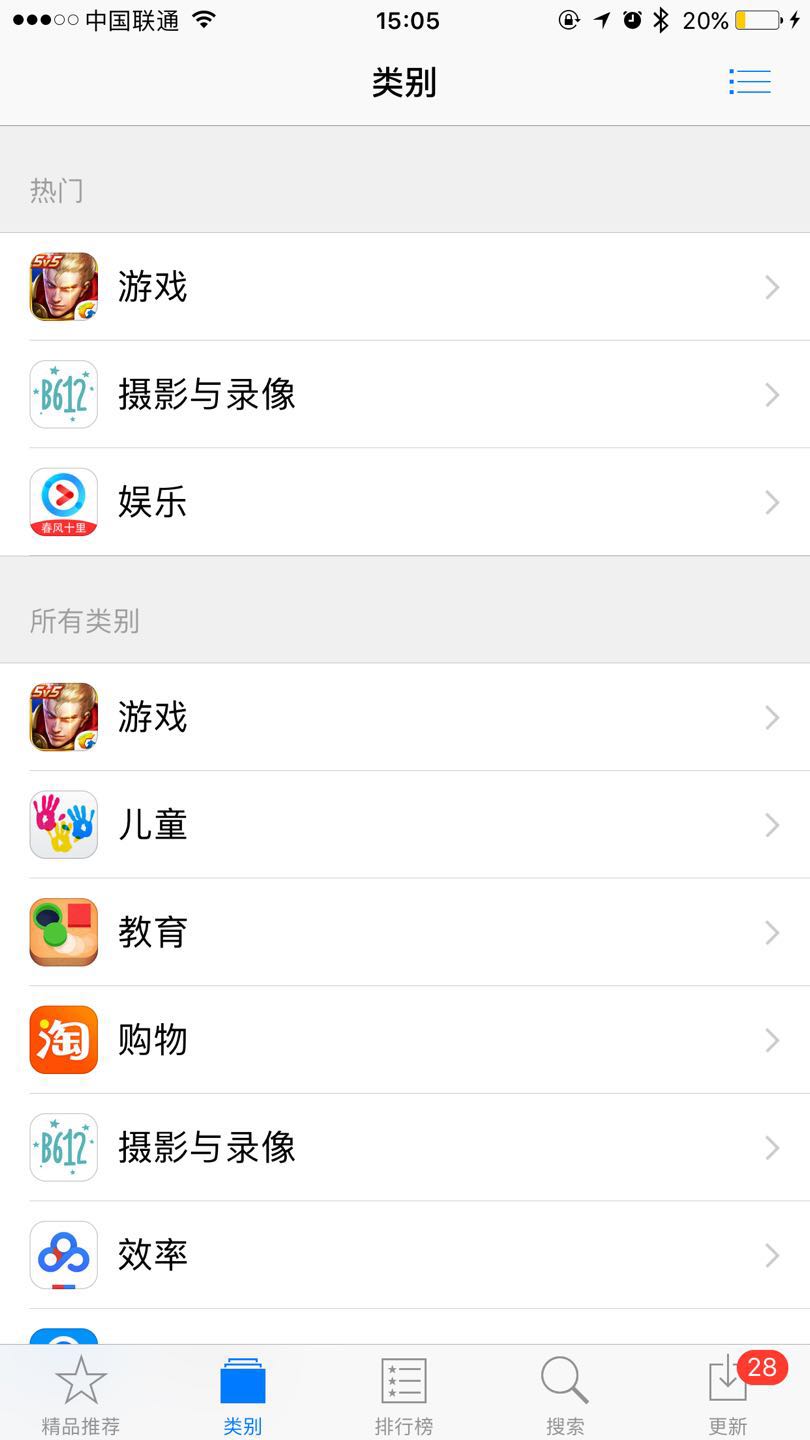 中国联通 15:05 20%
类别
热门
5v5
游戏
B612
摄影与录像
春风十里
娱乐
所有类别
5v5
游戏
儿童
教育
淘
购物
B612
摄影与录像
效率
28
精品推荐 类别 排行榜 搜索 更新